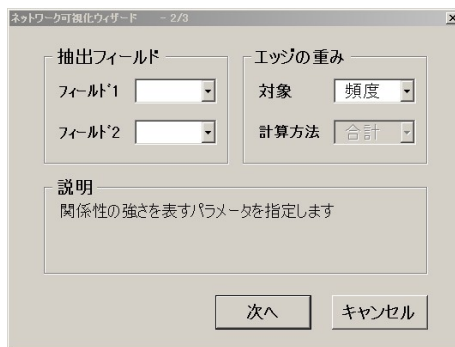 ネットワーク可視化ウィザード - 2/3
抽出フィールド
フィールド1
フィールド2
エッジの重み
対象 頻度
計算方法 合計
説明
関係性の強さを表すパラメータを指定します
次へ
キャンセル